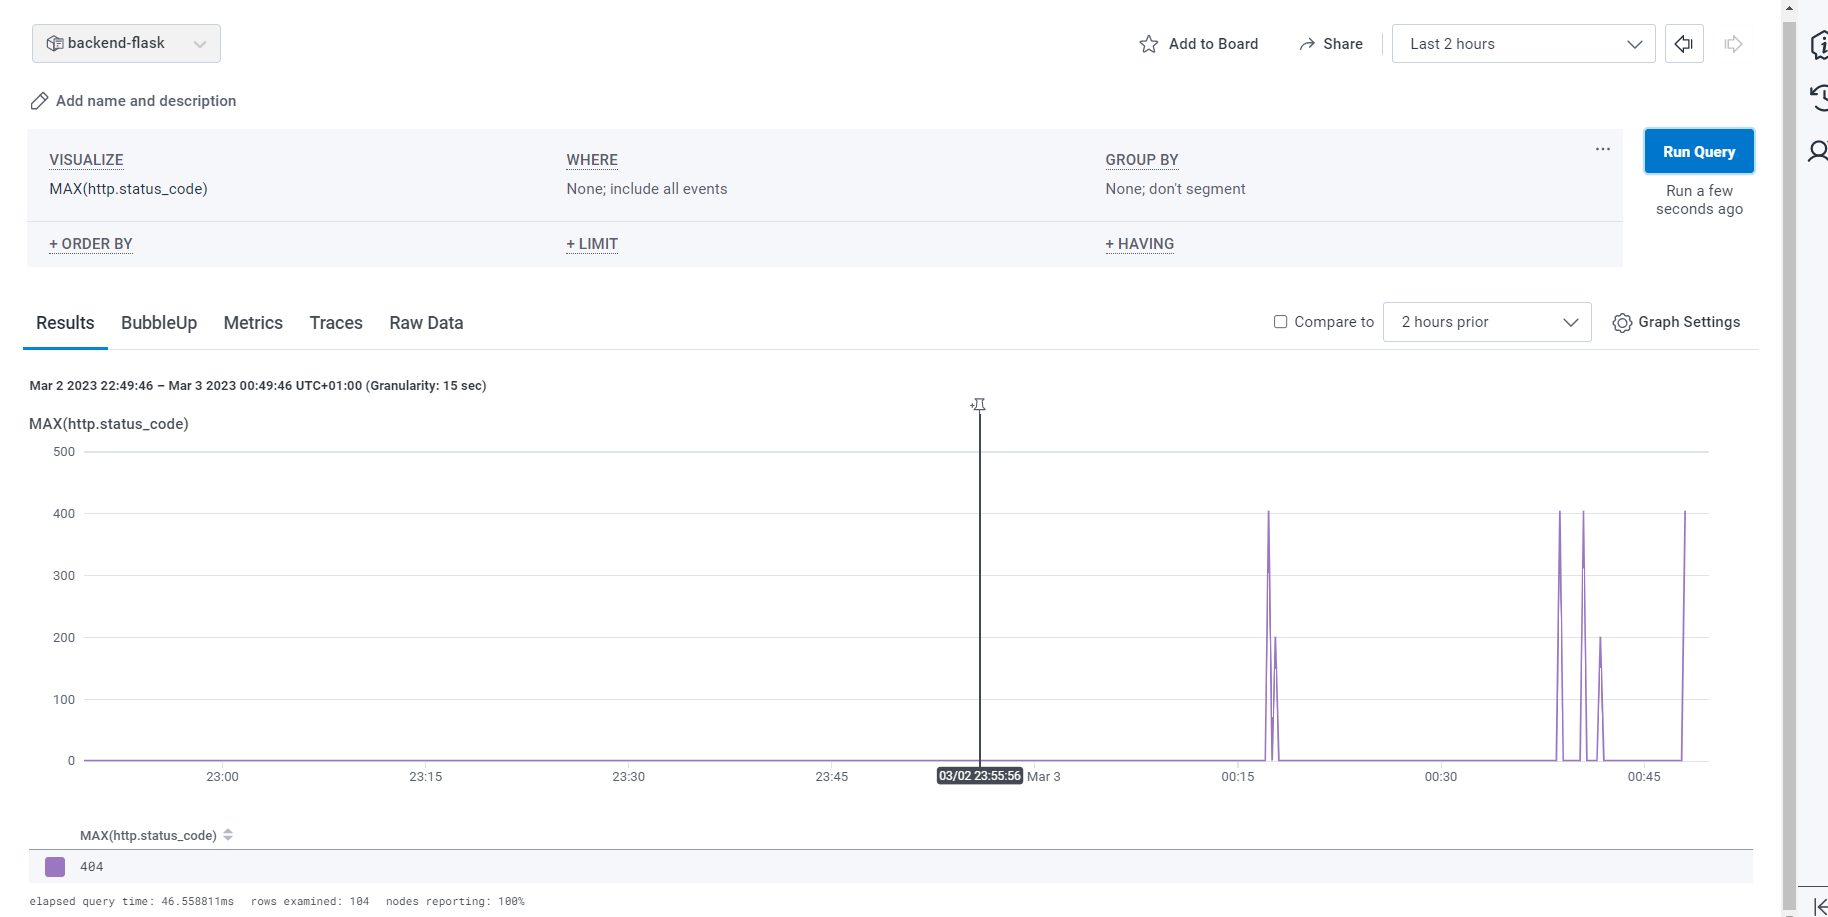 backend-flask
Add to Board
Share
Last 2 hours
Add name and description
VISUALIZE
WHERE
GROUP BY
...
Run Query
MAX(http.status_code)
None; include all events
None; don't segment
Run a few
seconds ago
+ ORDER BY
+ LIMIT
+ HAVING
Results
BubbleUp
Metrics
Traces
Raw Data
Compare to
2 hours prior
Graph Settings
Mar 2 2023 22:49:46 – Mar 3 2023 00:49:46 UTC+01:00 (Granularity: 15 sec)
MAX(http.status_code)
500
400
300
200
100
0
23:00
23:15
23:30
23:45
03/02 23:55:56
Mar 3
00:15
00:30
00:45
MAX(http.status_code)
404
elapsed query time: 46.558811ms rows examined: 104 nodes reporting: 100%